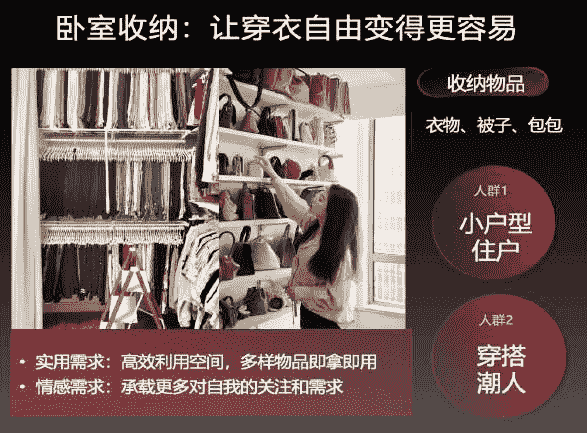 卧室收纳：让穿衣自由变得更容易
收纳物品
衣物、被子、包包
人群1
小户型
住户
人群2
穿搭
潮人
• 实用需求：高效利用空间，多样物品即拿即用
• 情感需求：承载更多对自我的关注和需求